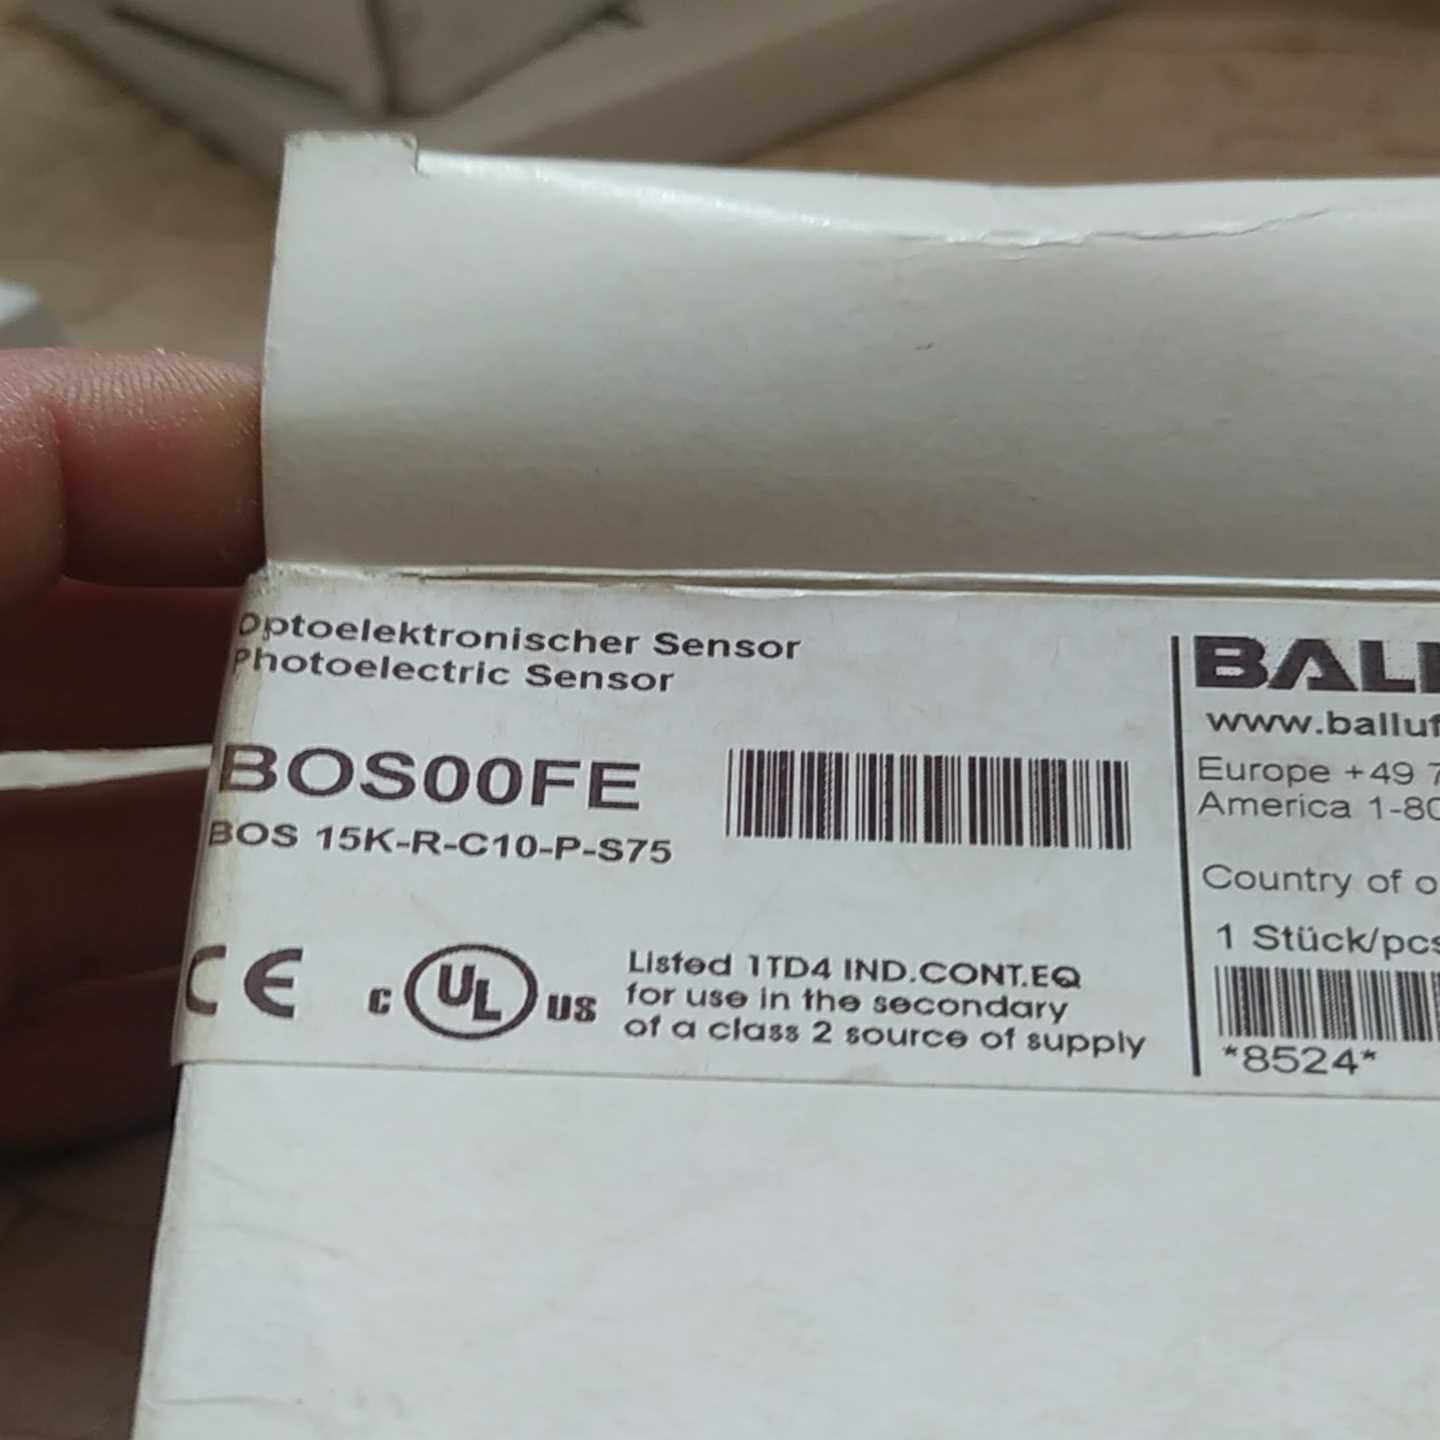 Optoelektronischer Sensor
Photoelectric Sensor
BOS00FE
BOS 15K-R-C10-P-S75
CE
c UL us
Listed 1TD4 IND.CONT.EQ
for use in the secondary
of a class 2 source of supply
BALL
www.balluf
Europe +49 7
America 1-80
Country of o
1 Stück/pcs
*8524*